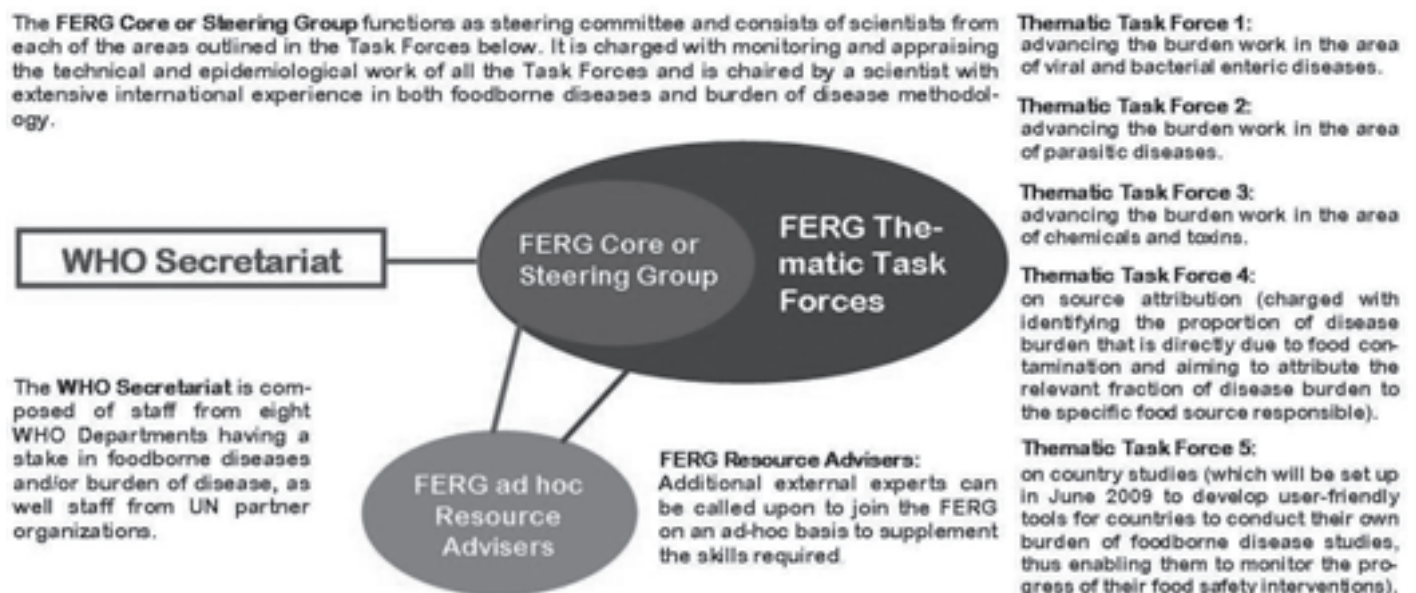 The FERG Core or Steering Group functions as steering committee and consists of scientists from
each of the areas outlined in the Task Forces below. It is charged with monitoring and appraising
the technical and epidemiological work of all the Task Forces and is chaired by a scientist with
extensive international experience in both foodborne diseases and burden of disease methodol-
ogy.
WHO Secretariat
FERG Core or
Steering Group
FERG The-
matic Task
Forces
The WHO Secretariat is com-
posed of staff from eight
WHO Departments having a
stake in foodborne diseases
and/or burden of disease, as
well staff from UN partner
organizations.
FERG ad hoc
Resource
Advisers
FERG Resource Advisers:
Additional external experts can
be called upon to join the FERG
on an ad-hoc basis to supplement
the skills required.
Thematic Task Force 1:
advancing the burden work in the area
of viral and bacterial enteric diseases.
Thematic Task Force 2:
advancing the burden work in the area
of parasitic diseases.
Thematic Task Force 3:
advancing the burden work in the area
of chemicals and toxins.
Thematic Task Force 4:
on source attribution (charged with
identifying the proportion of disease
burden that is directly due to food con-
tamination and aiming to attribute the
relevant fraction of disease burden to
the specific food source responsible).
Thematic Task Force 5:
on country studies (which will be set up
in June 2009 to develop user-friendly
tools for countries to conduct their own
burden of foodborne disease studies,
thus enabling them to monitor the pro-
gress of their food safety interventions).